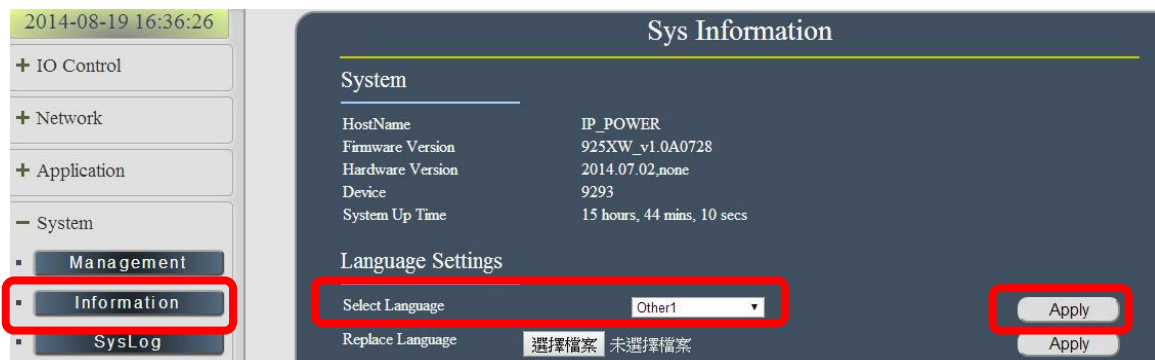 2014-08-19 16:36:26
+ IO Control
+ Network
+ Application
− System
Management
Information
SysLog
Sys Information
System
HostName IP_POWER
Firmware Version 925XW_v1.0A0728
Hardware Version 2014.07.02,none
Device 9293
System Up Time 15 hours, 44 mins, 10 secs
Language Settings
Select Language Other1 Apply
Replace Language 選擇檔案 未選擇檔案 Apply